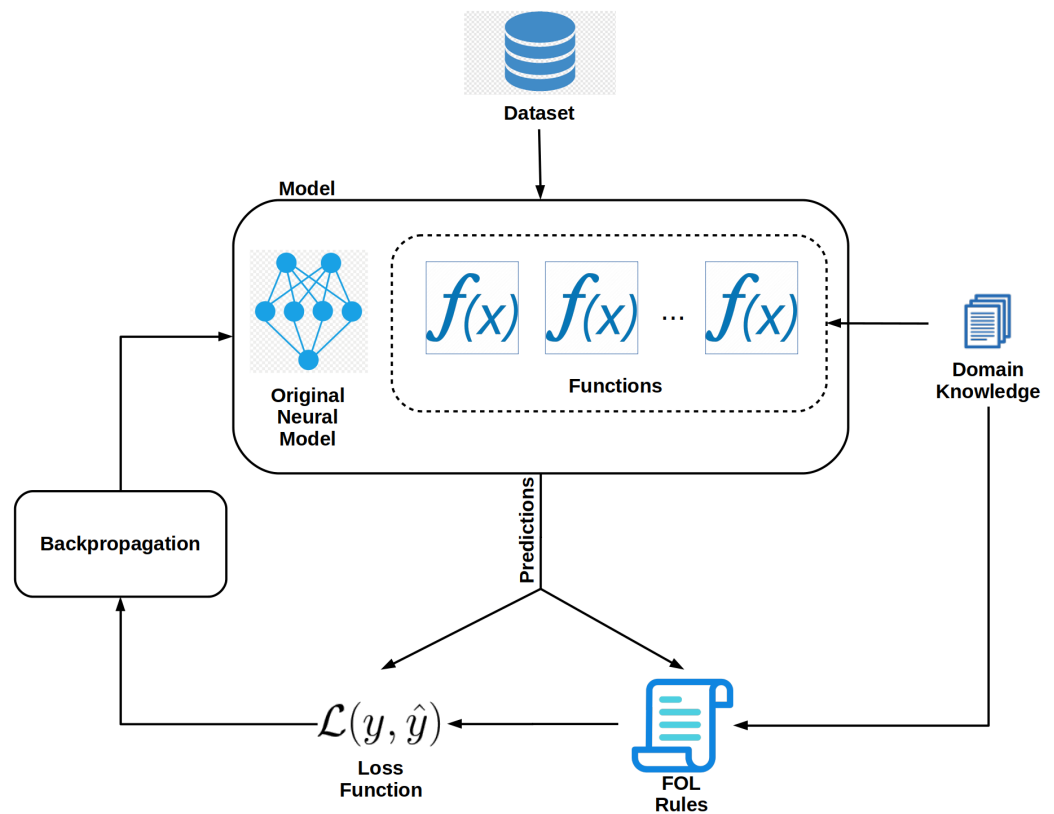 Dataset
Model
f(x)
f(x)
...
f(x)
Functions
Original
Neural
Model
Domain
Knowledge
Predictions
Backpropagation
ℒ(y, ŷ)
Loss
Function
FOL
Rules